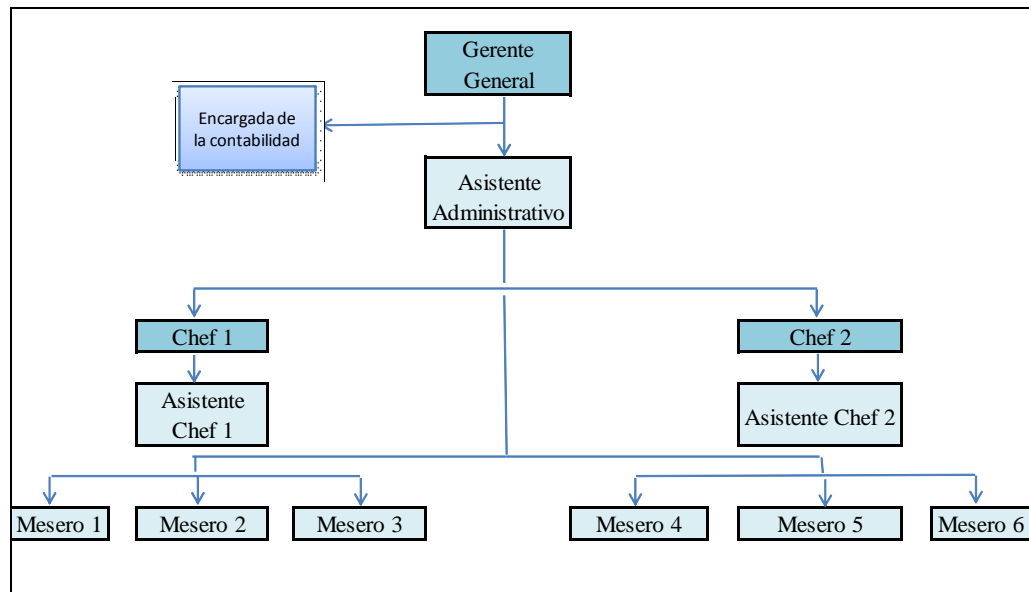 Gerente
General
Encargada de
la contabilidad
Asistente
Administrativo
Chef 1
Chef 2
Asistente
Chef 1
Asistente Chef 2
Mesero 1
Mesero 2
Mesero 3
Mesero 4
Mesero 5
Mesero 6